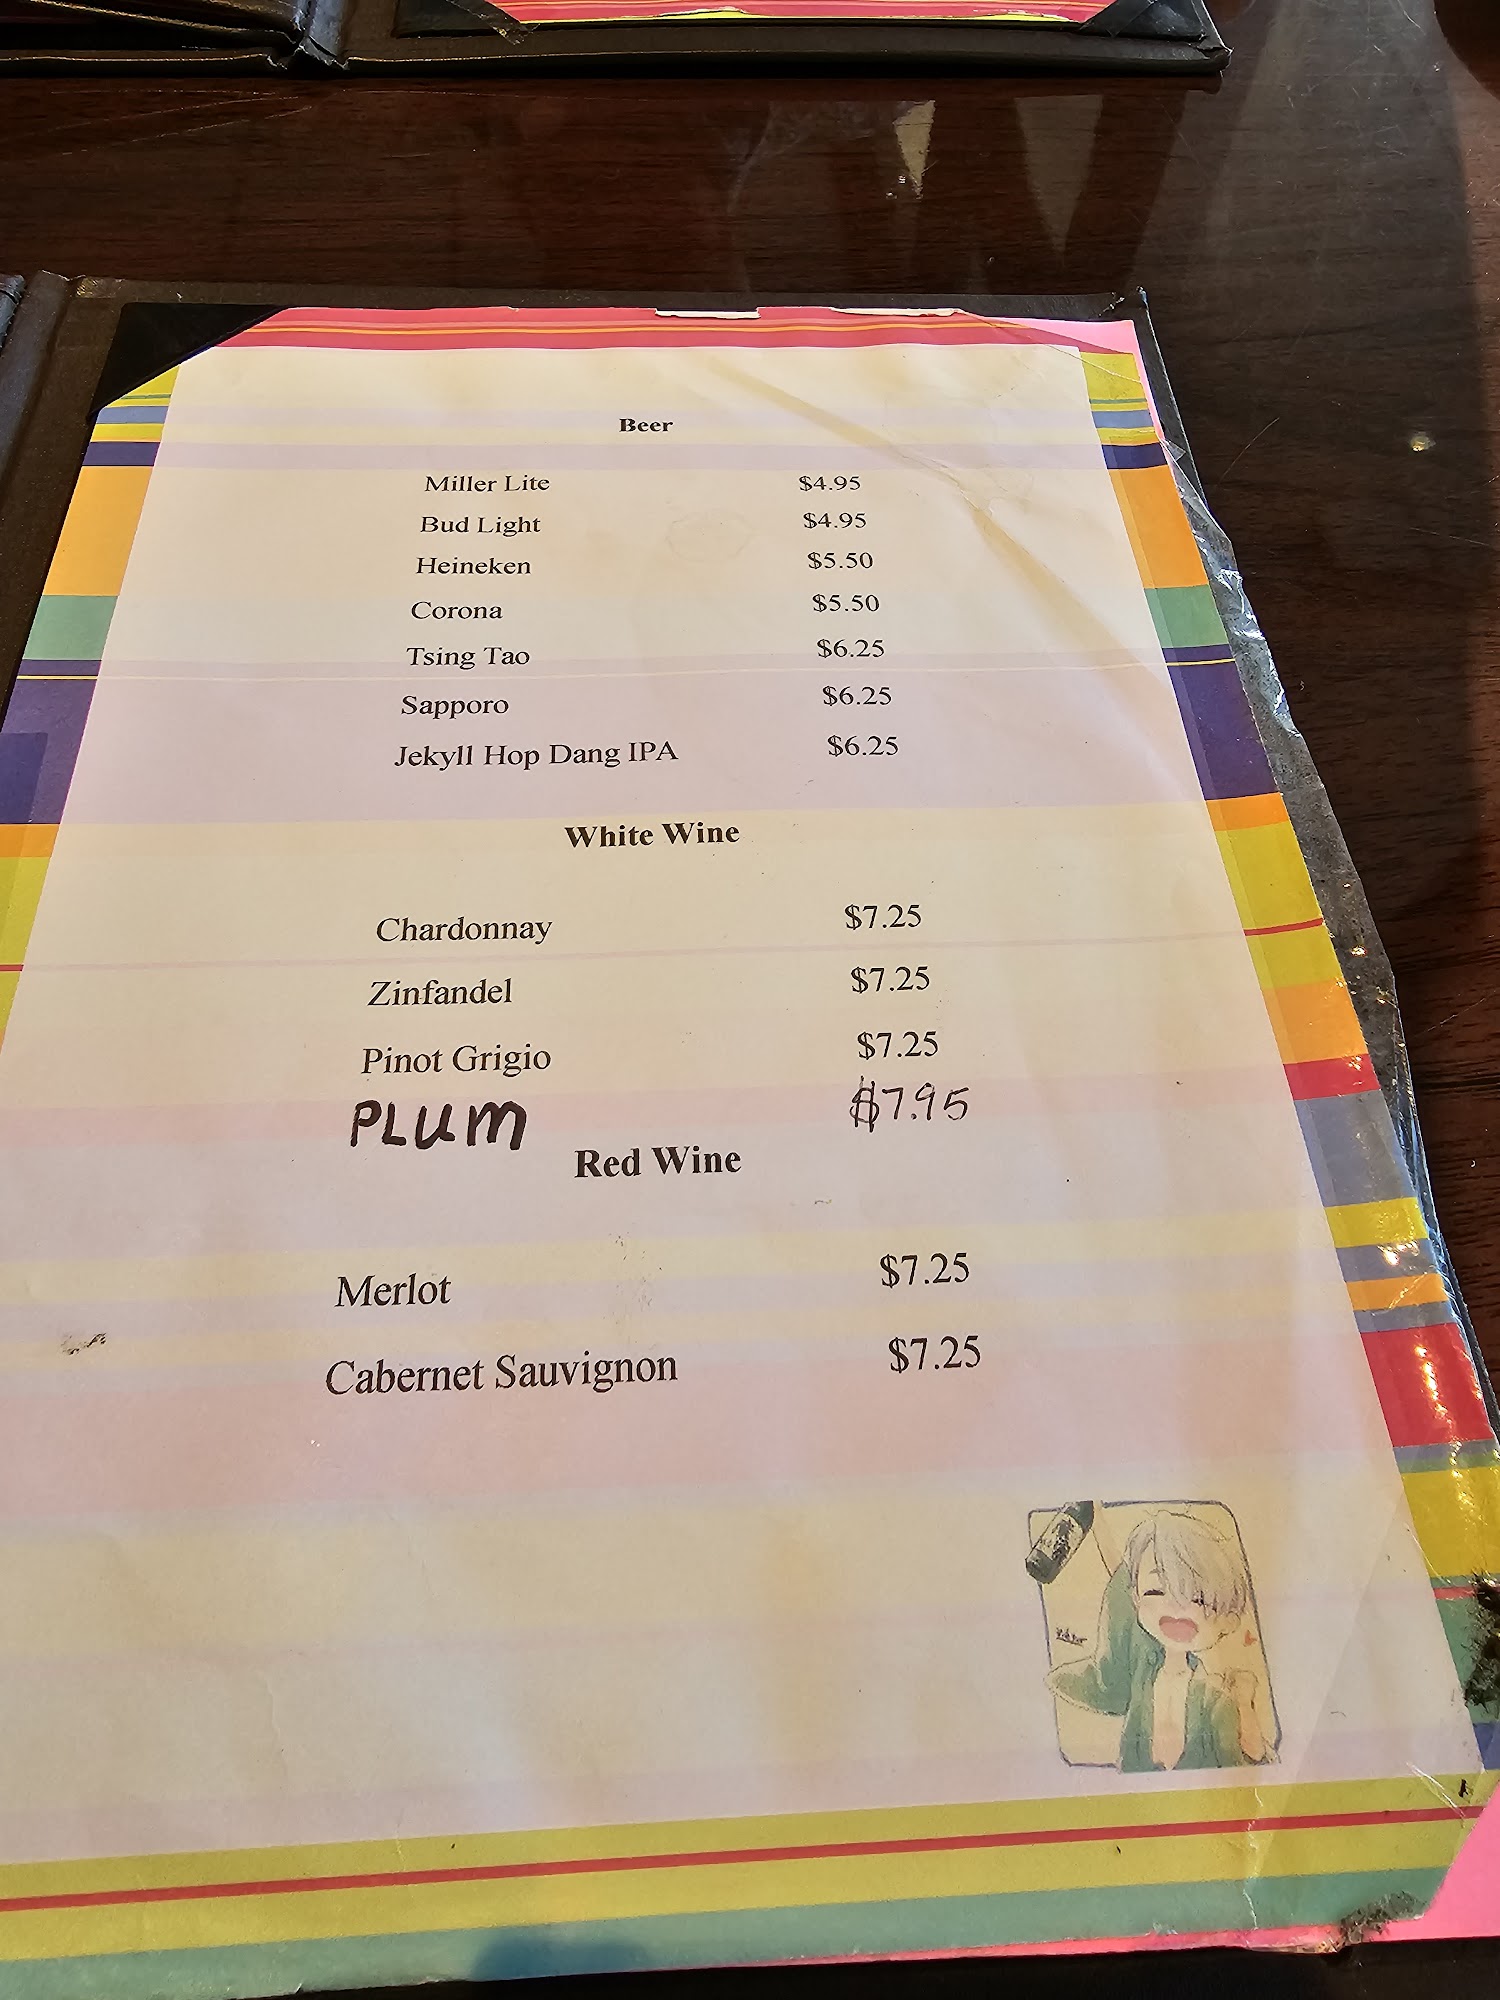 Beer
Miller Lite $4.95
Bud Light $4.95
Heineken $5.50
Corona $5.50
Tsing Tao $6.25
Sapporo $6.25
Jekyll Hop Dang IPA $6.25
White Wine
Chardonnay $7.25
Zinfandel $7.25
Pinot Grigio $7.25
PLUM $7.95
Red Wine
Merlot $7.25
Cabernet Sauvignon $7.25